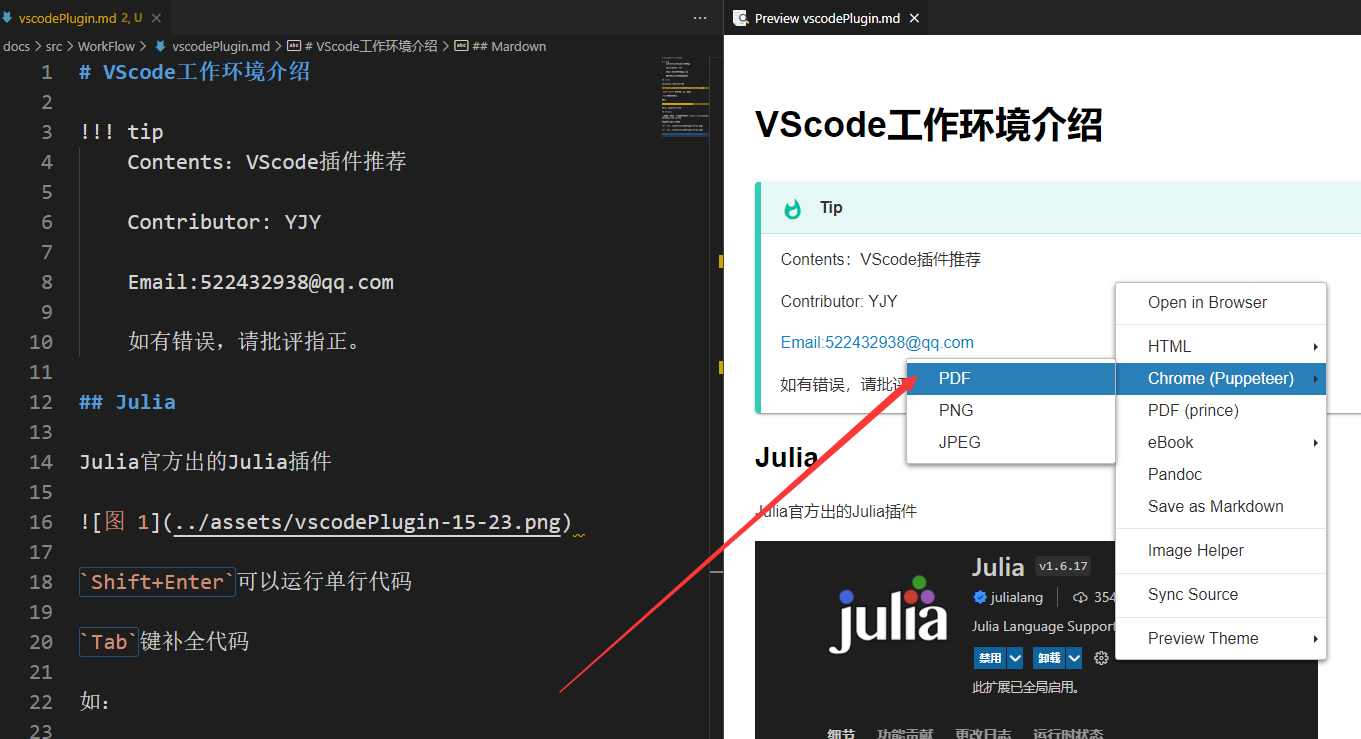 vscodePlugin.md 2, U
docs > src > WorkFlow > vscodePlugin.md > # VScode工作环境介绍 > ## Mardown
1 # VScode工作环境介绍
2
3 !!! tip
4 Contents：VScode插件推荐
5
6 Contributor: YJY
7
8 Email:522432938@qq.com
9
10 如有错误，请批评指正。
11
12 ## Julia
13
14 Julia官方出的Julia插件
15
16 ![图 1](../assets/vscodePlugin-15-23.png)
17
18 `Shift+Enter`可以运行单行代码
19
20 `Tab`键补全代码
21
22 如：
23
Preview vscodePlugin.md
VScode工作环境介绍
Tip
Contents：VScode插件推荐
Contributor: YJY
Email:522432938@qq.com
如有错误，请批评
Julia
Julia官方出的Julia插件
julia
Julia v1.6.17
julialang 354
Julia Language Support
禁用 卸载
此扩展已全局启用。
细节 功能贡献 更改日志 运行时状态
Open in Browser
HTML
Chrome (Puppeteer)
PDF (prince)
eBook
Pandoc
Save as Markdown
Image Helper
Sync Source
Preview Theme
PDF
PNG
JPEG